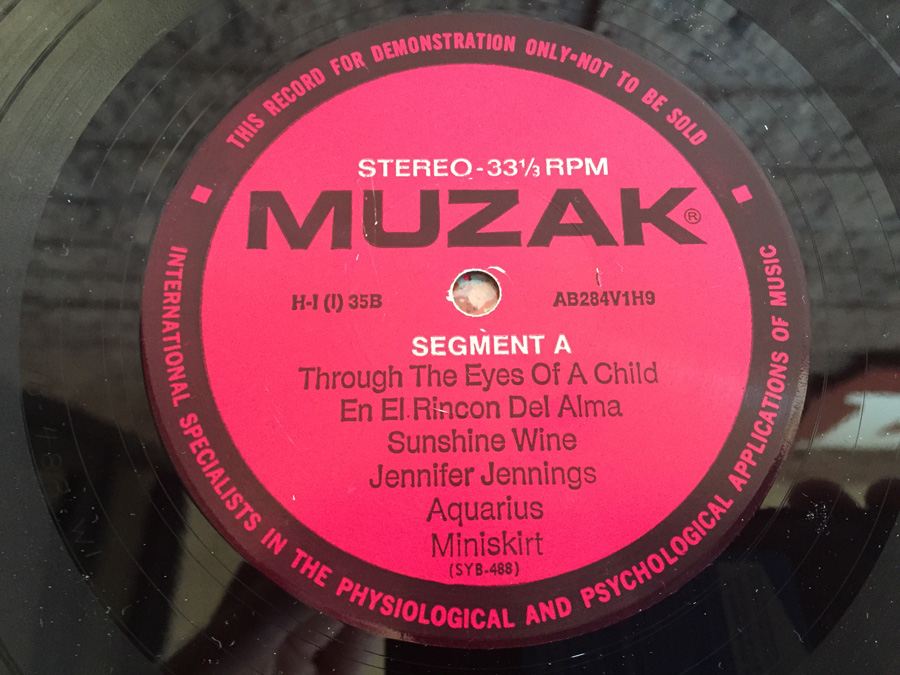 THIS RECORD FOR DEMONSTRATION ONLY•NOT TO BE SOLD
STEREO-33⅓ RPM
MUZAK®
H-I (I) 35B
AB284V1H9
SEGMENT A
Through The Eyes Of A Child
En El Rincon Del Alma
Sunshine Wine
Jennifer Jennings
Aquarius
Miniskirt
(SYB-488)
INTERNATIONAL SPECIALISTS IN THE PHYSIOLOGICAL AND PSYCHOLOGICAL APPLICATIONS OF MUSIC